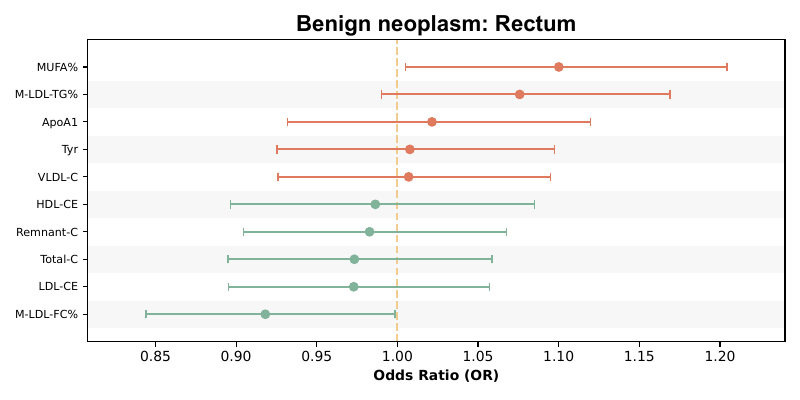 Benign neoplasm: Rectum
MUFA%
M-LDL-TG%
ApoA1
Tyr
VLDL-C
HDL-CE
Remnant-C
Total-C
LDL-CE
M-LDL-FC%
0.85 0.90 0.95 1.00 1.05 1.10 1.15 1.20
Odds Ratio (OR)